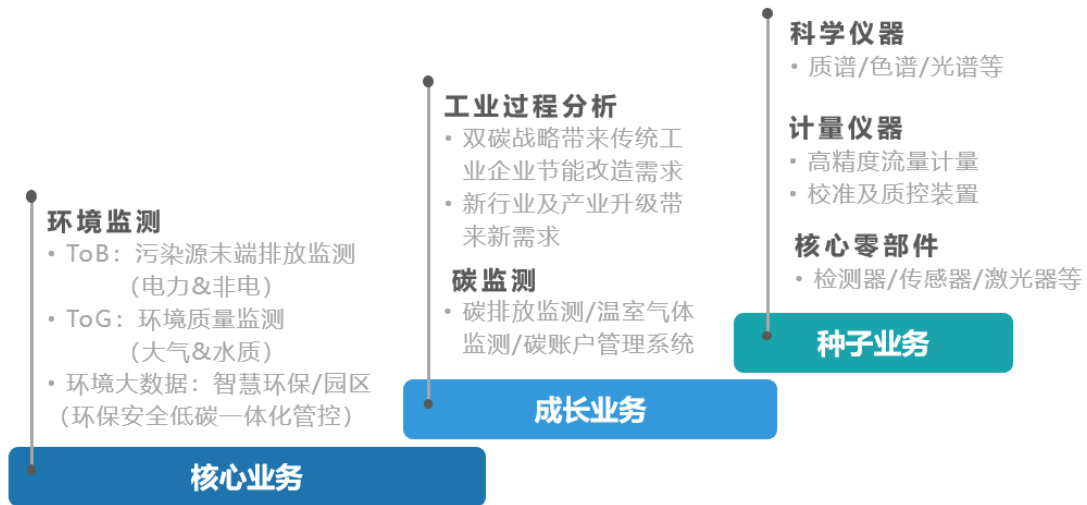 环境监测
• ToB：污染源末端排放监测
（电力&非电）
• ToG：环境质量监测
（大气&水质）
• 环境大数据：智慧环保/园区
（环保安全低碳一体化管控）
核心业务
工业过程分析
• 双碳战略带来传统工
业企业节能改造需求
• 新行业及产业升级带
来新需求
碳监测
• 碳排放监测/温室气体
监测/碳账户管理系统
成长业务
科学仪器
• 质谱/色谱/光谱等
计量仪器
• 高精度流量计量
• 校准及质控装置
核心零部件
• 检测器/传感器/激光器等
种子业务